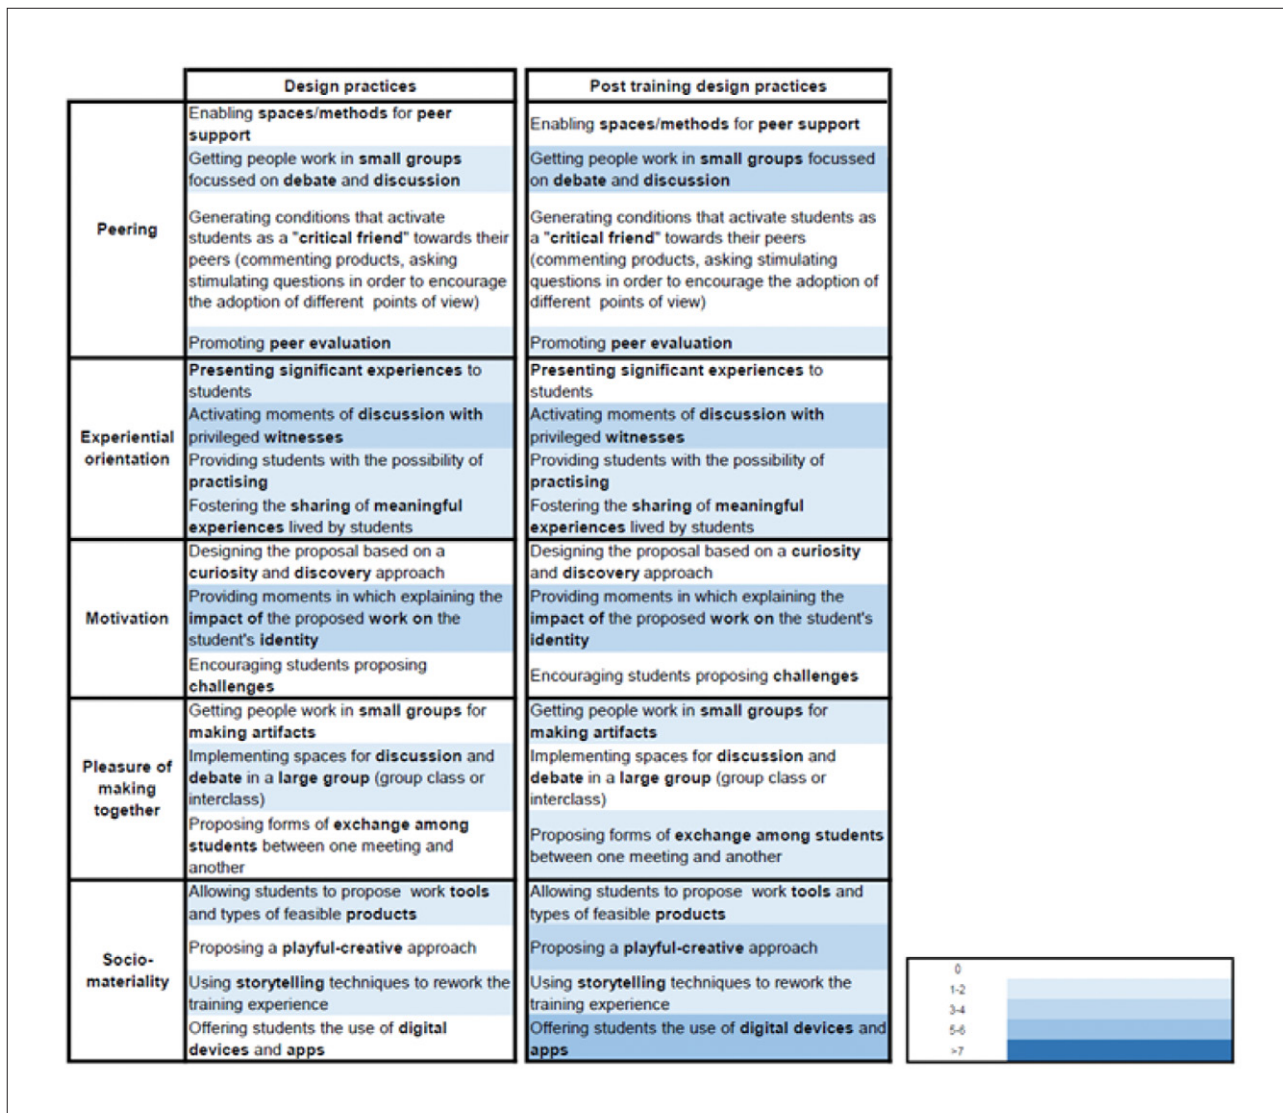 Design practices
Post training design practices
Peering
Enabling spaces/methods for peer
support
Getting people work in small groups
focussed on debate and discussion
Generating conditions that activate
students as a "critical friend" towards their
peers (commenting products, asking
stimulating questions in order to encourage
the adoption of different points of view)
Promoting peer evaluation
Enabling spaces/methods for peer support
Getting people work in small groups focussed
on debate and discussion
Generating conditions that activate students as
a "critical friend" towards their peers
(commenting products, asking stimulating
questions in order to encourage the adoption of
different points of view)
Promoting peer evaluation
Experiential
orientation
Presenting significant experiences to
students
Activating moments of discussion with
privileged witnesses
Providing students with the possibility of
practising
Fostering the sharing of meaningful
experiences lived by students
Presenting significant experiences to
students
Activating moments of discussion with
privileged witnesses
Providing students with the possibility of
practising
Fostering the sharing of meaningful
experiences lived by students
Motivation
Designing the proposal based on a
curiosity and discovery approach
Providing moments in which explaining the
impact of the proposed work on the
student's identity
Encouraging students proposing
challenges
Designing the proposal based on a curiosity
and discovery approach
Providing moments in which explaining the
impact of the proposed work on the student's
identity
Encouraging students proposing challenges
Pleasure of
making
together
Getting people work in small groups for
making artifacts
Implementing spaces for discussion and
debate in a large group (group class or
interclass)
Proposing forms of exchange among
students between one meeting and
another
Getting people work in small groups for
making artifacts
Implementing spaces for discussion and
debate in a large group (group class or
interclass)
Proposing forms of exchange among students
between one meeting and another
Socio-
materiality
Allowing students to propose work tools
and types of feasible products
Proposing a playful-creative approach
Using storytelling techniques to rework the
training experience
Offering students the use of digital
devices and apps
Allowing students to propose work tools and
types of feasible products
Proposing a playful-creative approach
Using storytelling techniques to rework the
training experience
Offering students the use of digital devices and
apps
0
1-2
3-4
5-6
>7